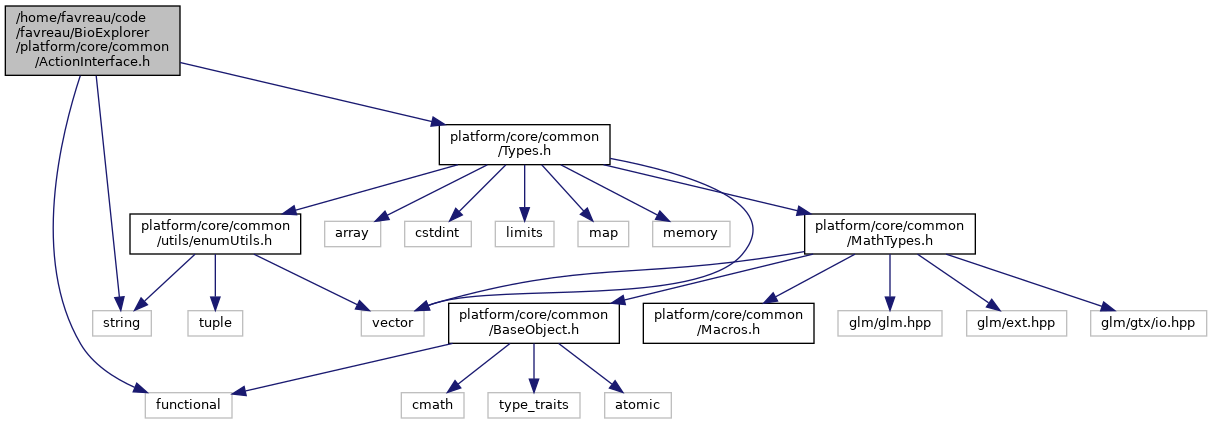 /home/favreau/code
/favreau/BioExplorer
/platform/core/common
/ActionInterface.h
platform/core/common
/Types.h
platform/core/common
/utils/enumUtils.h
array
cstdint
limits
map
memory
platform/core/common
/MathTypes.h
string
tuple
vector
platform/core/common
/BaseObject.h
platform/core/common
/Macros.h
glm/glm.hpp
glm/ext.hpp
glm/gtx/io.hpp
functional
cmath
type_traits
atomic